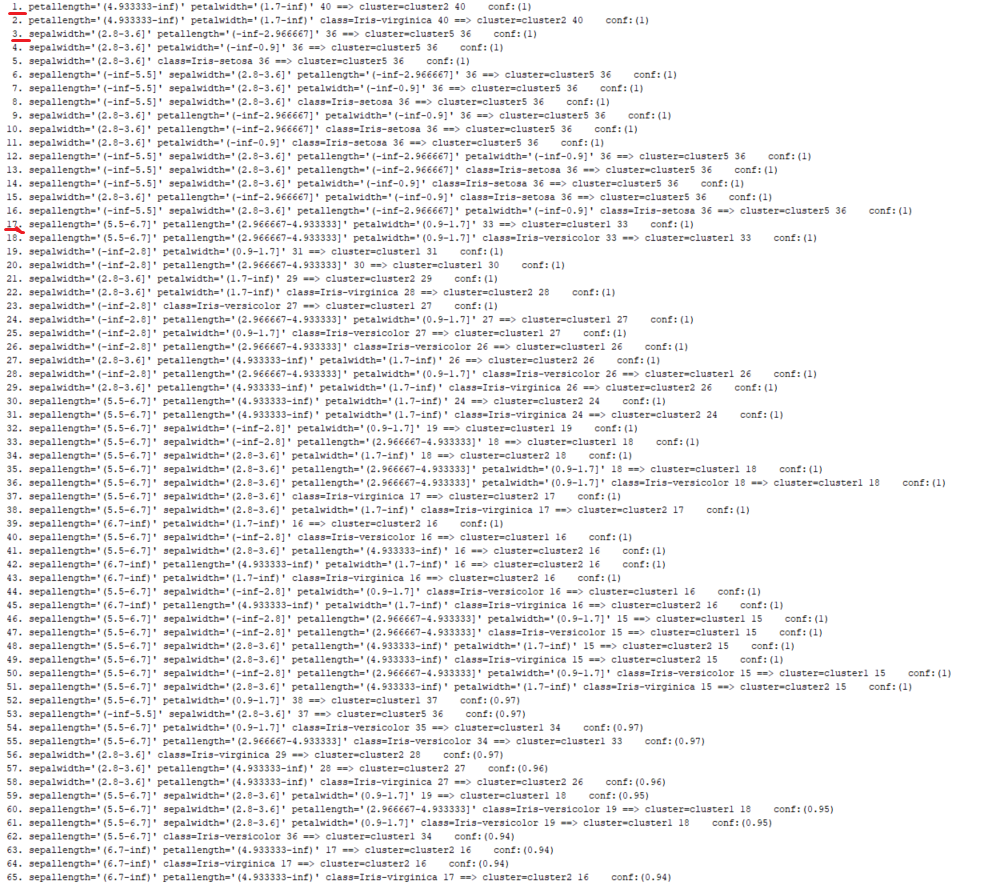 1. petallength='(4.933333-inf)' petalwidth='(1.7-inf)' 40 ==> cluster=cluster2 40    conf:(1)
2. petallength='(4.933333-inf)' petalwidth='(1.7-inf)' class=Iris-virginica 40 ==> cluster=cluster2 40    conf:(1)
3. sepalwidth='(2.8-3.6]' petallength='(-inf-2.966667]' 36 ==> cluster=cluster5 36    conf:(1)
4. sepalwidth='(2.8-3.6]' petalwidth='(-inf-0.9]' 36 ==> cluster=cluster5 36    conf:(1)
5. sepalwidth='(2.8-3.6]' class=Iris-setosa 36 ==> cluster=cluster5 36    conf:(1)
6. sepallength='(-inf-5.5]' sepalwidth='(2.8-3.6]' petallength='(-inf-2.966667]' 36 ==> cluster=cluster5 36    conf:(1)
7. sepallength='(-inf-5.5]' sepalwidth='(2.8-3.6]' petalwidth='(-inf-0.9]' 36 ==> cluster=cluster5 36    conf:(1)
8. sepallength='(-inf-5.5]' sepalwidth='(2.8-3.6]' class=Iris-setosa 36 ==> cluster=cluster5 36    conf:(1)
9. sepalwidth='(2.8-3.6]' petallength='(-inf-2.966667]' petalwidth='(-inf-0.9]' 36 ==> cluster=cluster5 36    conf:(1)
10. sepalwidth='(2.8-3.6]' petallength='(-inf-2.966667]' class=Iris-setosa 36 ==> cluster=cluster5 36    conf:(1)
11. sepalwidth='(2.8-3.6]' petalwidth='(-inf-0.9]' class=Iris-setosa 36 ==> cluster=cluster5 36    conf:(1)
12. sepallength='(-inf-5.5]' sepalwidth='(2.8-3.6]' petallength='(-inf-2.966667]' petalwidth='(-inf-0.9]' 36 ==> cluster=cluster5 36    conf:(1)
13. sepallength='(-inf-5.5]' sepalwidth='(2.8-3.6]' petallength='(-inf-2.966667]' class=Iris-setosa 36 ==> cluster=cluster5 36    conf:(1)
14. sepallength='(-inf-5.5]' sepalwidth='(2.8-3.6]' petalwidth='(-inf-0.9]' class=Iris-setosa 36 ==> cluster=cluster5 36    conf:(1)
15. sepalwidth='(2.8-3.6]' petallength='(-inf-2.966667]' petalwidth='(-inf-0.9]' class=Iris-setosa 36 ==> cluster=cluster5 36    conf:(1)
16. sepallength='(-inf-5.5]' sepalwidth='(2.8-3.6]' petallength='(-inf-2.966667]' petalwidth='(-inf-0.9]' class=Iris-setosa 36 ==> cluster=cluster5 36    conf:(1)
17. sepallength='(5.5-6.7]' petallength='(2.966667-4.933333]' petalwidth='(0.9-1.7]' 33 ==> cluster=cluster1 33    conf:(1)
18. sepallength='(5.5-6.7]' petallength='(2.966667-4.933333]' petalwidth='(0.9-1.7]' class=Iris-versicolor 33 ==> cluster=cluster1 33    conf:(1)
19. sepalwidth='(-inf-2.8]' petalwidth='(0.9-1.7]' 31 ==> cluster=cluster1 31    conf:(1)
20. sepalwidth='(-inf-2.8]' petallength='(2.966667-4.933333]' 30 ==> cluster=cluster1 30    conf:(1)
21. sepalwidth='(2.8-3.6]' petalwidth='(1.7-inf)' 29 ==> cluster=cluster2 29    conf:(1)
22. sepalwidth='(2.8-3.6]' petalwidth='(1.7-inf)' class=Iris-virginica 28 ==> cluster=cluster2 28    conf:(1)
23. sepalwidth='(-inf-2.8]' class=Iris-versicolor 27 ==> cluster=cluster1 27    conf:(1)
24. sepalwidth='(-inf-2.8]' petallength='(2.966667-4.933333]' petalwidth='(0.9-1.7]' 27 ==> cluster=cluster1 27    conf:(1)
25. sepalwidth='(-inf-2.8]' petalwidth='(0.9-1.7]' class=Iris-versicolor 27 ==> cluster=cluster1 27    conf:(1)
26. sepalwidth='(-inf-2.8]' petallength='(2.966667-4.933333]' class=Iris-versicolor 26 ==> cluster=cluster1 26    conf:(1)
27. sepalwidth='(2.8-3.6]' petallength='(4.933333-inf)' petalwidth='(1.7-inf)' 26 ==> cluster=cluster2 26    conf:(1)
28. sepalwidth='(-inf-2.8]' petallength='(2.966667-4.933333]' petalwidth='(0.9-1.7]' class=Iris-versicolor 26 ==> cluster=cluster1 26    conf:(1)
29. sepalwidth='(2.8-3.6]' petallength='(4.933333-inf)' petalwidth='(1.7-inf)' class=Iris-virginica 26 ==> cluster=cluster2 26    conf:(1)
30. sepallength='(5.5-6.7]' petallength='(4.933333-inf)' petalwidth='(1.7-inf)' 24 ==> cluster=cluster2 24    conf:(1)
31. sepallength='(5.5-6.7]' petallength='(4.933333-inf)' petalwidth='(1.7-inf)' class=Iris-virginica 24 ==> cluster=cluster2 24    conf:(1)
32. sepallength='(5.5-6.7]' sepalwidth='(-inf-2.8]' petalwidth='(0.9-1.7]' 19 ==> cluster=cluster1 19    conf:(1)
33. sepallength='(5.5-6.7]' sepalwidth='(-inf-2.8]' petallength='(2.966667-4.933333]' 18 ==> cluster=cluster1 18    conf:(1)
34. sepallength='(5.5-6.7]' sepalwidth='(2.8-3.6]' petalwidth='(1.7-inf)' 18 ==> cluster=cluster2 18    conf:(1)
35. sepallength='(5.5-6.7]' sepalwidth='(2.8-3.6]' petallength='(2.966667-4.933333]' petalwidth='(0.9-1.7]' 18 ==> cluster=cluster1 18    conf:(1)
36. sepallength='(5.5-6.7]' sepalwidth='(2.8-3.6]' petallength='(2.966667-4.933333]' petalwidth='(0.9-1.7]' class=Iris-versicolor 18 ==> cluster=cluster1 18    conf:(1)
37. sepallength='(5.5-6.7]' sepalwidth='(2.8-3.6]' class=Iris-virginica 17 ==> cluster=cluster2 17    conf:(1)
38. sepallength='(5.5-6.7]' sepalwidth='(2.8-3.6]' petalwidth='(1.7-inf)' class=Iris-virginica 17 ==> cluster=cluster2 17    conf:(1)
39. sepallength='(6.7-inf)' petalwidth='(1.7-inf)' 16 ==> cluster=cluster2 16    conf:(1)
40. sepallength='(5.5-6.7]' sepalwidth='(-inf-2.8]' class=Iris-versicolor 16 ==> cluster=cluster1 16    conf:(1)
41. sepallength='(5.5-6.7]' sepalwidth='(2.8-3.6]' petallength='(4.933333-inf)' 16 ==> cluster=cluster2 16    conf:(1)
42. sepallength='(6.7-inf)' petallength='(4.933333-inf)' petalwidth='(1.7-inf)' 16 ==> cluster=cluster2 16    conf:(1)
43. sepallength='(6.7-inf)' petalwidth='(1.7-inf)' class=Iris-virginica 16 ==> cluster=cluster2 16    conf:(1)
44. sepallength='(5.5-6.7]' sepalwidth='(-inf-2.8]' petalwidth='(0.9-1.7]' class=Iris-versicolor 16 ==> cluster=cluster1 16    conf:(1)
45. sepallength='(6.7-inf)' petallength='(4.933333-inf)' petalwidth='(1.7-inf)' class=Iris-virginica 16 ==> cluster=cluster2 16    conf:(1)
46. sepallength='(5.5-6.7]' sepalwidth='(-inf-2.8]' petallength='(2.966667-4.933333]' petalwidth='(0.9-1.7]' 15 ==> cluster=cluster1 15    conf:(1)
47. sepallength='(5.5-6.7]' sepalwidth='(-inf-2.8]' petallength='(2.966667-4.933333]' class=Iris-versicolor 15 ==> cluster=cluster1 15    conf:(1)
48. sepallength='(5.5-6.7]' sepalwidth='(2.8-3.6]' petallength='(4.933333-inf)' petalwidth='(1.7-inf)' 15 ==> cluster=cluster2 15    conf:(1)
49. sepallength='(5.5-6.7]' sepalwidth='(2.8-3.6]' petallength='(4.933333-inf)' class=Iris-virginica 15 ==> cluster=cluster2 15    conf:(1)
50. sepallength='(5.5-6.7]' sepalwidth='(-inf-2.8]' petallength='(2.966667-4.933333]' petalwidth='(0.9-1.7]' class=Iris-versicolor 15 ==> cluster=cluster1 15    conf:(1)
51. sepallength='(5.5-6.7]' sepalwidth='(2.8-3.6]' petallength='(4.933333-inf)' petalwidth='(1.7-inf)' class=Iris-virginica 15 ==> cluster=cluster2 15    conf:(1)
52. sepallength='(5.5-6.7]' petalwidth='(0.9-1.7]' 38 ==> cluster=cluster1 37    conf:(0.97)
53. sepallength='(-inf-5.5]' sepalwidth='(2.8-3.6]' 37 ==> cluster=cluster5 36    conf:(0.97)
54. sepallength='(5.5-6.7]' petalwidth='(0.9-1.7]' class=Iris-versicolor 35 ==> cluster=cluster1 34    conf:(0.97)
55. sepallength='(5.5-6.7]' petallength='(2.966667-4.933333]' class=Iris-versicolor 34 ==> cluster=cluster1 33    conf:(0.97)
56. sepalwidth='(2.8-3.6]' class=Iris-virginica 29 ==> cluster=cluster2 28    conf:(0.97)
57. sepalwidth='(2.8-3.6]' petallength='(4.933333-inf)' 28 ==> cluster=cluster2 27    conf:(0.96)
58. sepalwidth='(2.8-3.6]' petallength='(4.933333-inf)' class=Iris-virginica 27 ==> cluster=cluster2 26    conf:(0.96)
59. sepallength='(5.5-6.7]' sepalwidth='(2.8-3.6]' petalwidth='(0.9-1.7]' 19 ==> cluster=cluster1 18    conf:(0.95)
60. sepallength='(5.5-6.7]' sepalwidth='(2.8-3.6]' petallength='(2.966667-4.933333]' class=Iris-versicolor 19 ==> cluster=cluster1 18    conf:(0.95)
61. sepallength='(5.5-6.7]' sepalwidth='(2.8-3.6]' petalwidth='(0.9-1.7]' class=Iris-versicolor 19 ==> cluster=cluster1 18    conf:(0.95)
62. sepallength='(5.5-6.7]' class=Iris-versicolor 36 ==> cluster=cluster1 34    conf:(0.94)
63. sepallength='(6.7-inf)' petallength='(4.933333-inf)' 17 ==> cluster=cluster2 16    conf:(0.94)
64. sepallength='(6.7-inf)' class=Iris-virginica 17 ==> cluster=cluster2 16    conf:(0.94)
65. sepallength='(6.7-inf)' petallength='(4.933333-inf)' class=Iris-virginica 17 ==> cluster=cluster2 16    conf:(0.94)